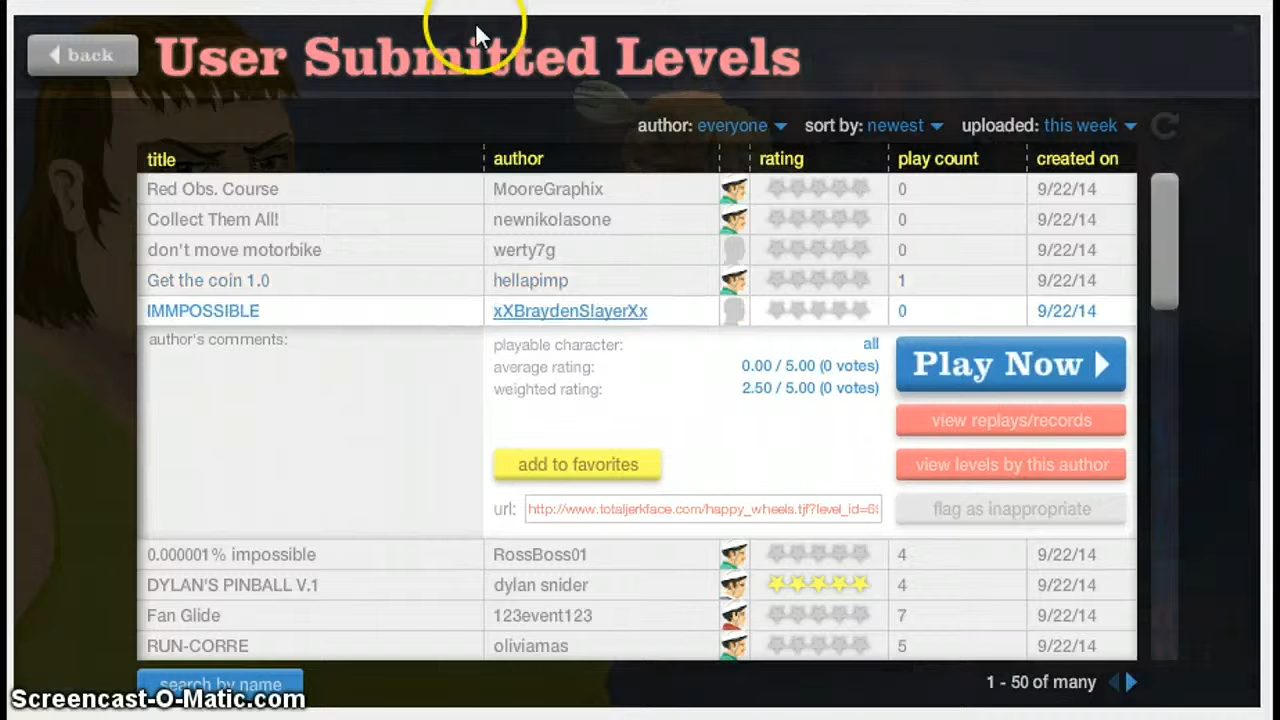 back
User Submitted Levels
author: everyone sort by: newest uploaded: this week
title author rating play count created on
Red Obs. Course MooreGraphix 0 9/22/14
Collect Them All! newnikolasone 0 9/22/14
don't move motorbike werty7g 0 9/22/14
Get the coin 1.0 hellapimp 1 9/22/14
IMMPOSSIBLE xXBraydenSlayerXx 0 9/22/14
author's comments:
playable character: all
average rating: 0.00 / 5.00 (0 votes)
weighted rating: 2.50 / 5.00 (0 votes)
Play Now
view replays/records
add to favorites
view levels by this author
url: http://www.totaljerkface.com/happy_wheels.tjf?level_id=6
flag as inappropriate
0.000001% impossible RossBoss01 4 9/22/14
DYLAN'S PINBALL V.1 dylan snider 4 9/22/14
Fan Glide 123event123 7 9/22/14
RUN-CORRE oliviamas 5 9/22/14
search by name
1 - 50 of many
Screencast-O-Matic.com